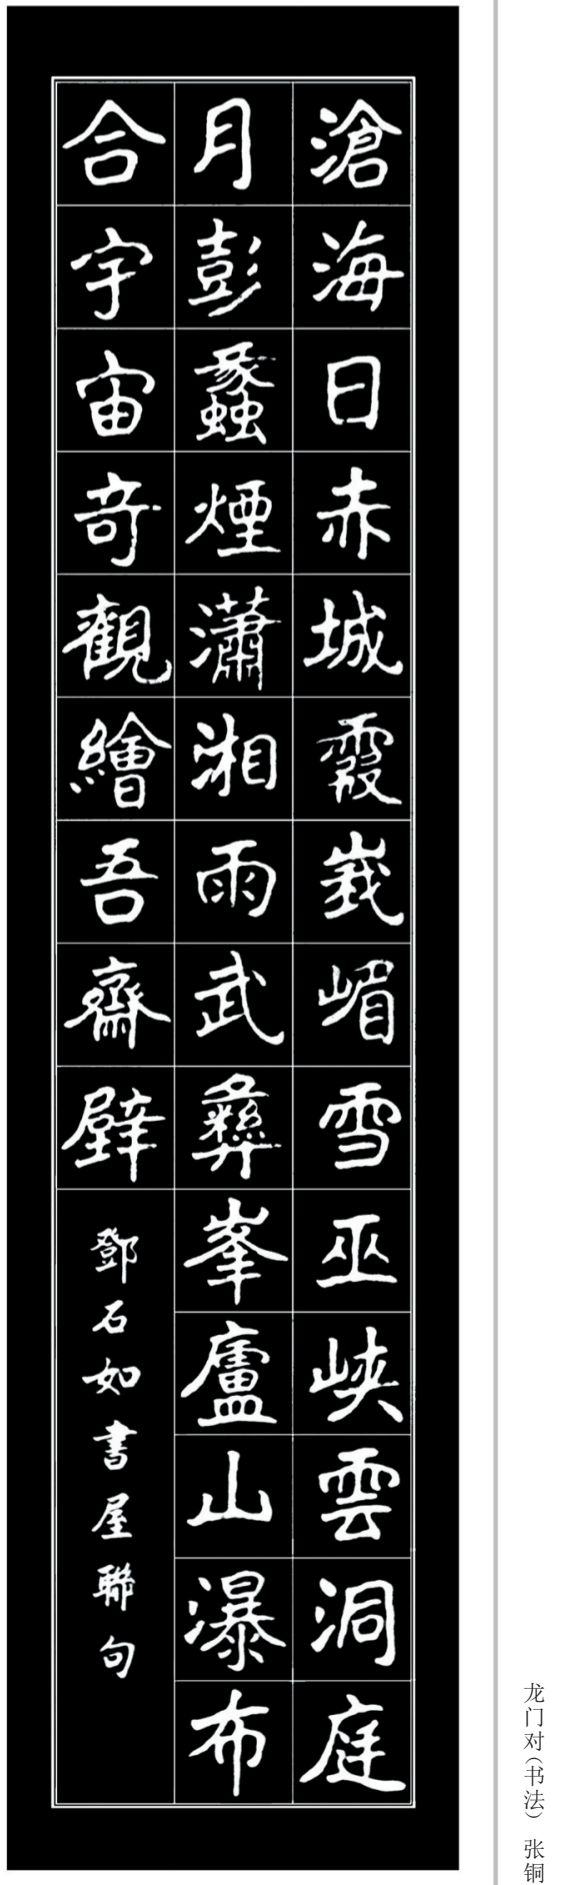 滄海日赤城霞峩嵋雪巫峽雲洞庭
月彭蠡煙瀟湘雨武彝峯廬山瀑布
合宇宙奇觀繪吾齋壁
鄧石如書屋聯句
龙门对(书法) 张铜